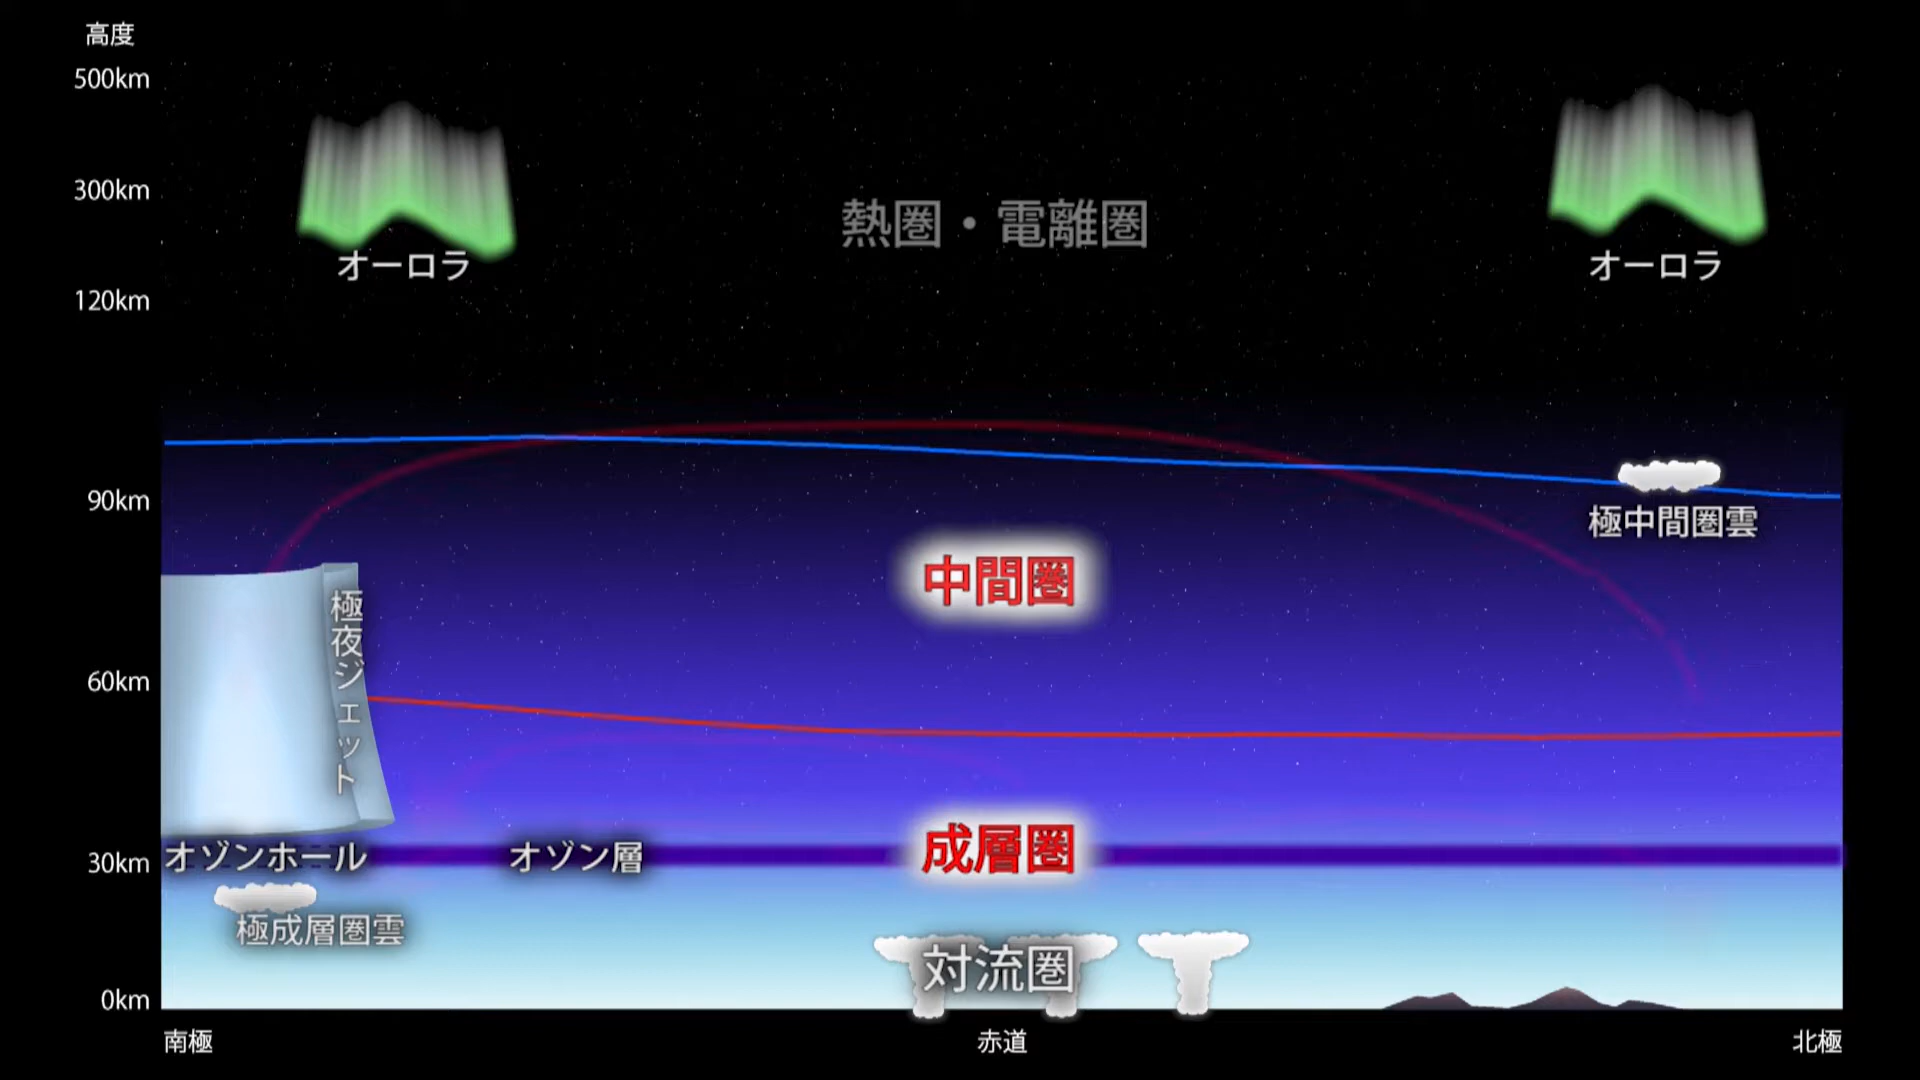 高度
500km
300km
120km
90km
60km
30km
0km
オーロラ
熱圏・電離圏
オーロラ
極中間圏雲
中間圏
極夜ジェット
成層圏
オゾンホール
オゾン層
極成層圏雲
対流圏
南極
赤道
北極